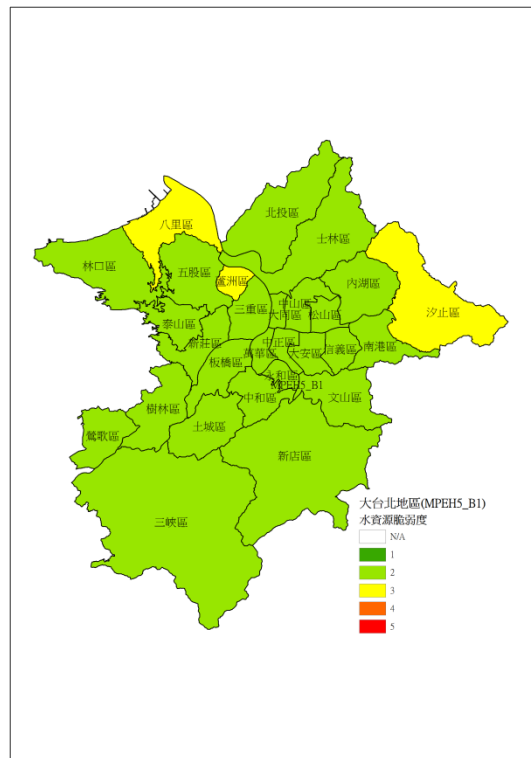 北投區
士林區
八里區
林口區
五股區
蘆洲區
內湖區
汐止區
三重區
中山區
大同區
松山區
泰山區
新莊區
中正區
萬華區
大安區
信義區
南港區
板橋區
永和區
MPEH5_B1
中和區
文山區
樹林區
土城區
鶯歌區
新店區
三峽區
大台北地區(MPEH5_B1)
水資源脆弱度
N/A
1
2
3
4
5